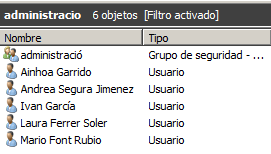 administracio 6 objetos [Filtro activado]
Nombre Tipo
administració Grupo de seguridad - ...
Ainhoa Garrido Usuario
Andrea Segura Jimenez Usuario
Ivan García Usuario
Laura Ferrer Soler Usuario
Mario Font Rubio Usuario